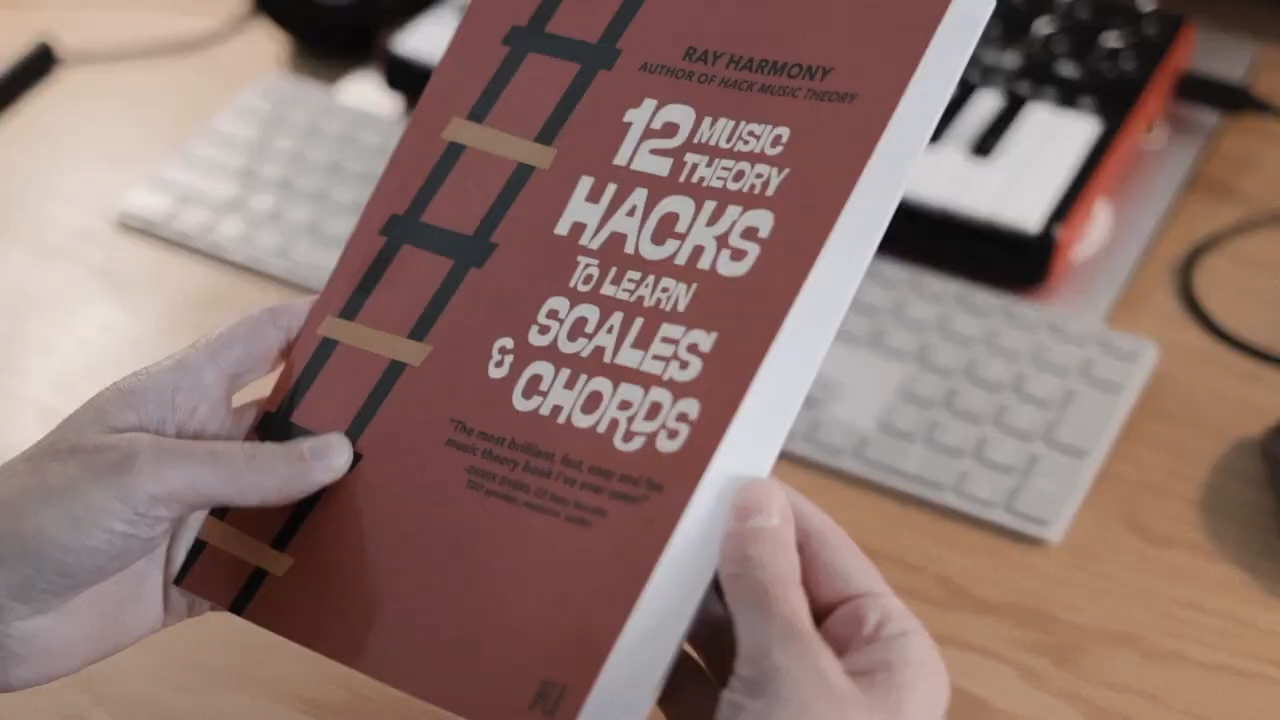 RAY HARMONY
AUTHOR OF HACK MUSIC THEORY
12 MUSIC
THEORY
HACKS
TO LEARN
SCALES
& CHORDS
"The most brilliant, fast, easy and fun
music theory book I've ever seen!"